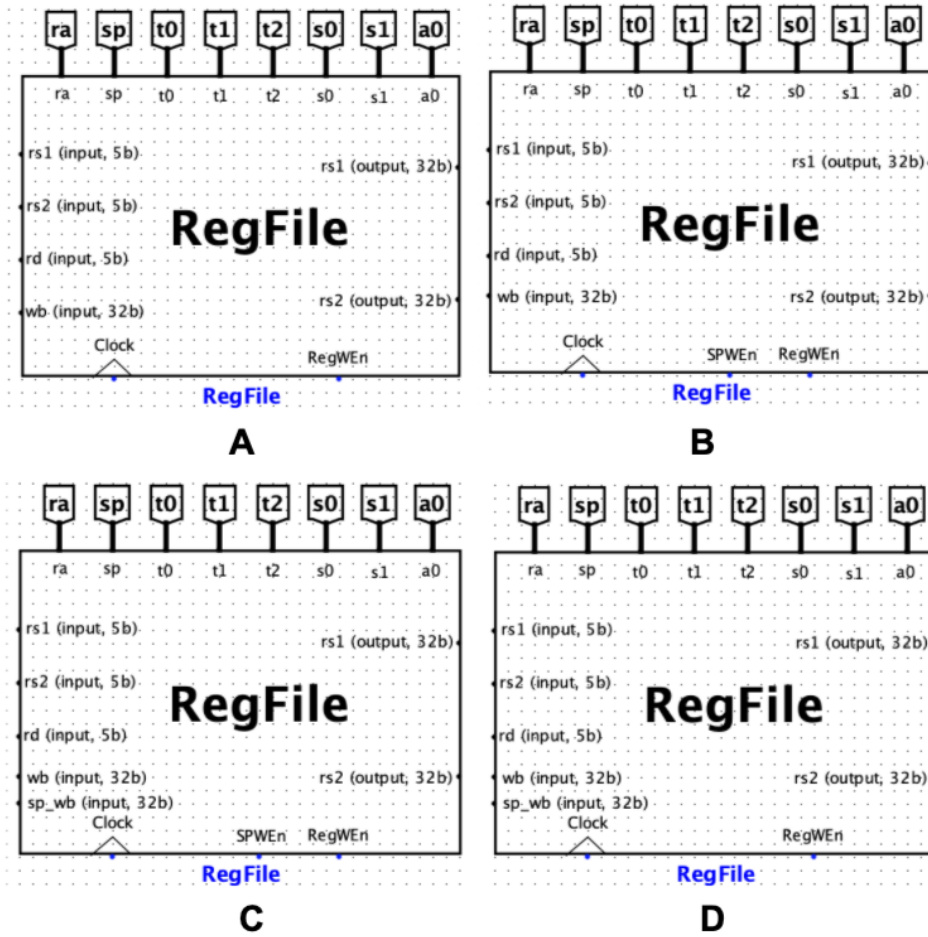 ra sp t0 t1 t2 s0 s1 a0
ra sp t0 t1 t2 s0 s1 a0
rs1 (input, 5b)
rs1 (output, 32b)
rs2 (input, 5b)
RegFile
rd (input, 5b)
rs2 (output, 32b)
wb (input, 32b)
Clock
RegWEn
RegFile
A
ra sp t0 t1 t2 s0 s1 a0
ra sp t0 t1 t2 s0 s1 a0
rs1 (input, 5b)
rs1 (output, 32b)
rs2 (input, 5b)
RegFile
rd (input, 5b)
wb (input, 32b)
rs2 (output, 32b)
Clock
SPWEn RegWEn
RegFile
B
ra sp t0 t1 t2 s0 s1 a0
ra sp t0 t1 t2 s0 s1 a0
rs1 (input, 5b)
rs1 (output, 32b)
rs2 (input, 5b)
RegFile
rd (input, 5b)
wb (input, 32b)
rs2 (output, 32b)
sp_wb (input, 32b)
Clock
SPWEn RegWEn
RegFile
C
ra sp t0 t1 t2 s0 s1 a0
ra sp t0 t1 t2 s0 s1 a0
rs1 (input, 5b)
rs1 (output, 32b)
rs2 (input, 5b)
RegFile
rd (input, 5b)
wb (input, 32b)
rs2 (output, 32b)
sp_wb (input, 32b)
Clock
RegWEn
RegFile
D